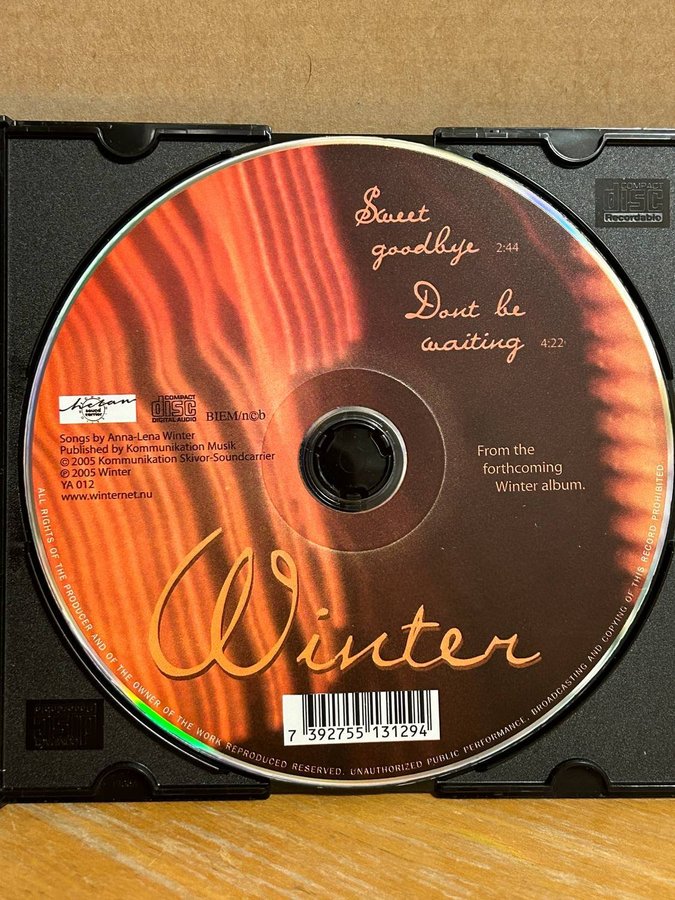 Sweet
goodbye 2:44
Dont be
waiting 4:22
COMPACT
disc
Recordable
sound
carrier
COMPACT
disc
DIGITAL AUDIO
BIEM/n©b
Songs by Anna-Lena Winter
Published by Kommunikation Musik
© 2005 Kommunikation Skivor-Soundcarrier
℗ 2005 Winter
YA 012
www.winternet.nu
From the
forthcoming
Winter album.
Winter
7 392755 131294
ALL RIGHTS OF THE PRODUCER AND OF THE OWNER OF THE WORK REPRODUCED RESERVED. UNAUTHORIZED PUBLIC PERFORMANCE, BROADCASTING AND COPYING OF THIS RECORD PROHIBITED